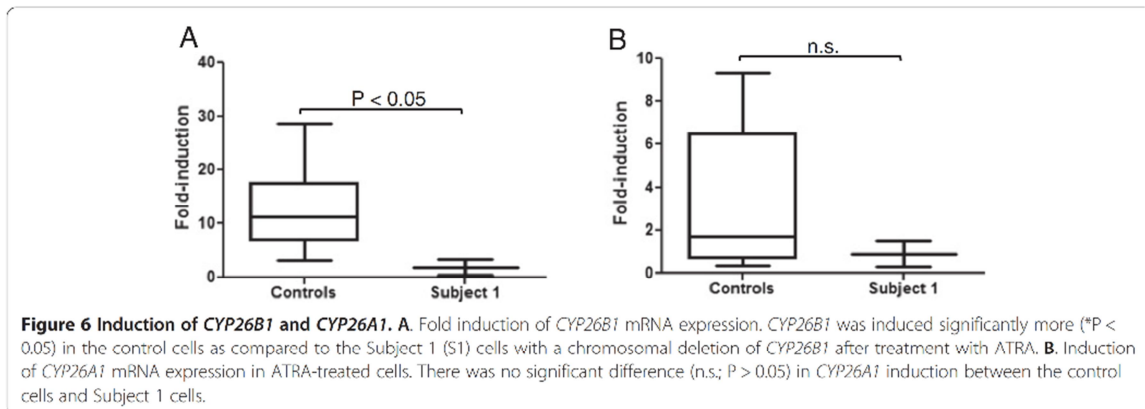 A
40
30
20
10
0
Fold-induction
P < 0.05
Controls
Subject 1
B
10
8
6
4
2
0
Fold-induction
n.s.
Controls
Subject 1
Figure 6 Induction of CYP26B1 and CYP26A1. A. Fold induction of CYP26B1 mRNA expression. CYP26B1 was induced significantly more (*P <
0.05) in the control cells as compared to the Subject 1 (S1) cells with a chromosomal deletion of CYP26B1 after treatment with ATRA. B. Induction
of CYP26A1 mRNA expression in ATRA-treated cells. There was no significant difference (n.s.; P > 0.05) in CYP26A1 induction between the control
cells and Subject 1 cells.